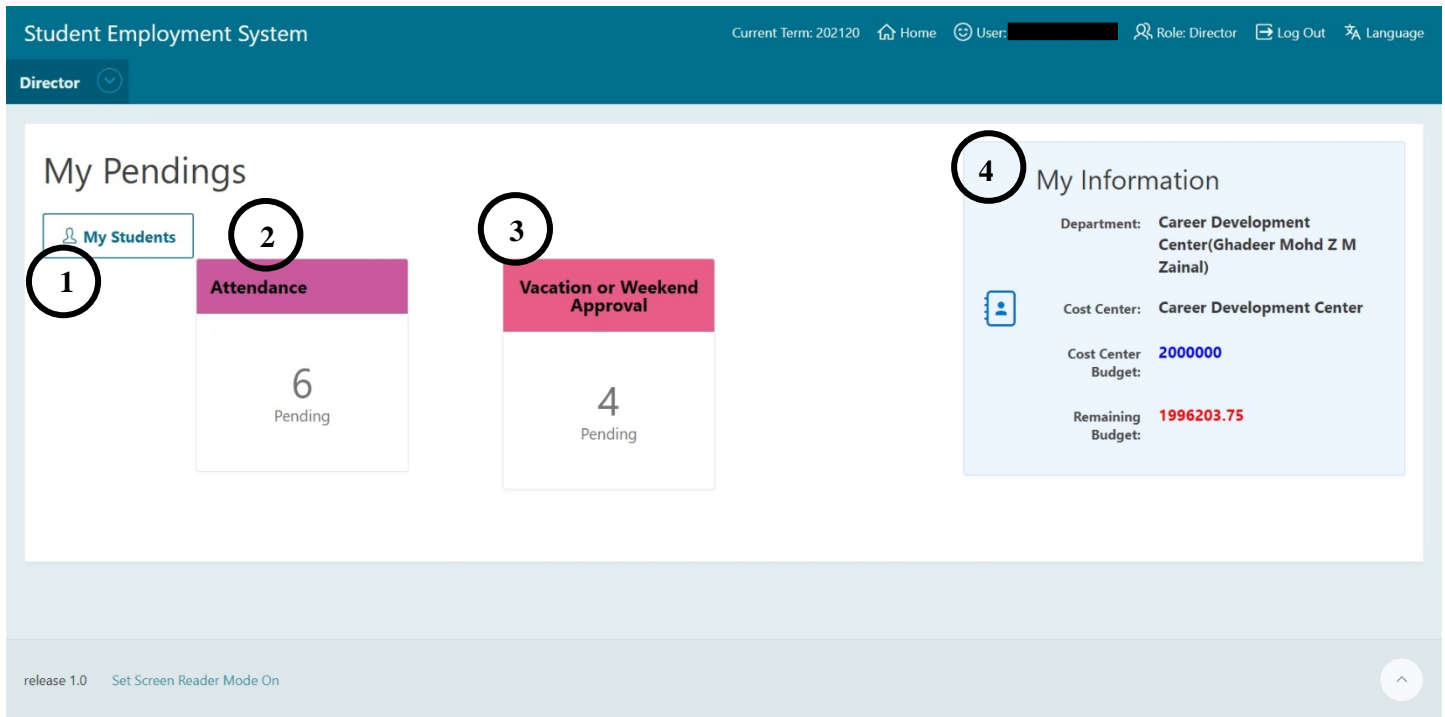 Student Employment System
Current Term: 202120 Home User: Role: Director Log Out Language
Director
My Pendings
My Students
1
2
Attendance
6
Pending
3
Vacation or Weekend
Approval
4
Pending
4
My Information
Department: Career Development
Center(Ghadeer Mohd Z M
Zainal)
Cost Center: Career Development Center
Cost Center 2000000
Budget:
Remaining 1996203.75
Budget:
release 1.0 Set Screen Reader Mode On